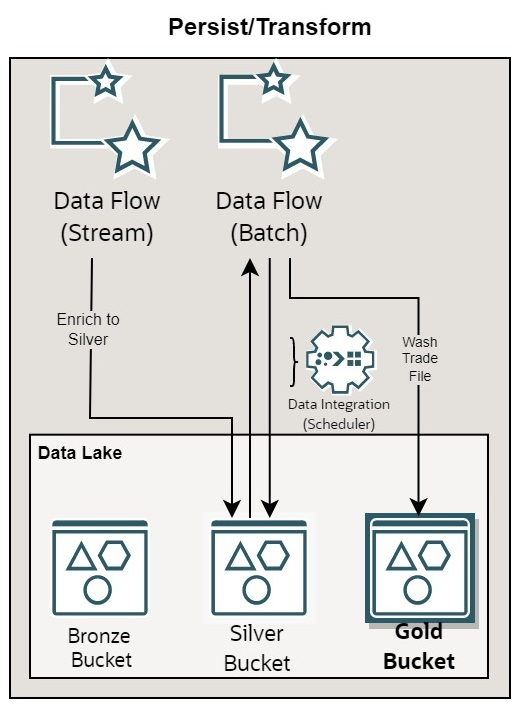 Persist/Transform
Data Flow
(Stream)
Data Flow
(Batch)
Enrich to
Silver
Wash
Trade
File
Data Integration
(Scheduler)
Data Lake
Bronze
Bucket
Silver
Bucket
Gold
Bucket